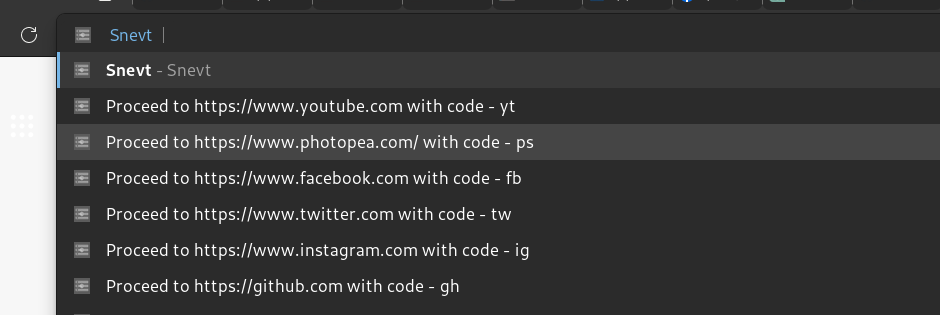 Snevt
Snevt - Snevt
Proceed to https://www.youtube.com with code - yt
Proceed to https://www.photopea.com/ with code - ps
Proceed to https://www.facebook.com with code - fb
Proceed to https://www.twitter.com with code - tw
Proceed to https://www.instagram.com with code - ig
Proceed to https://github.com with code - gh